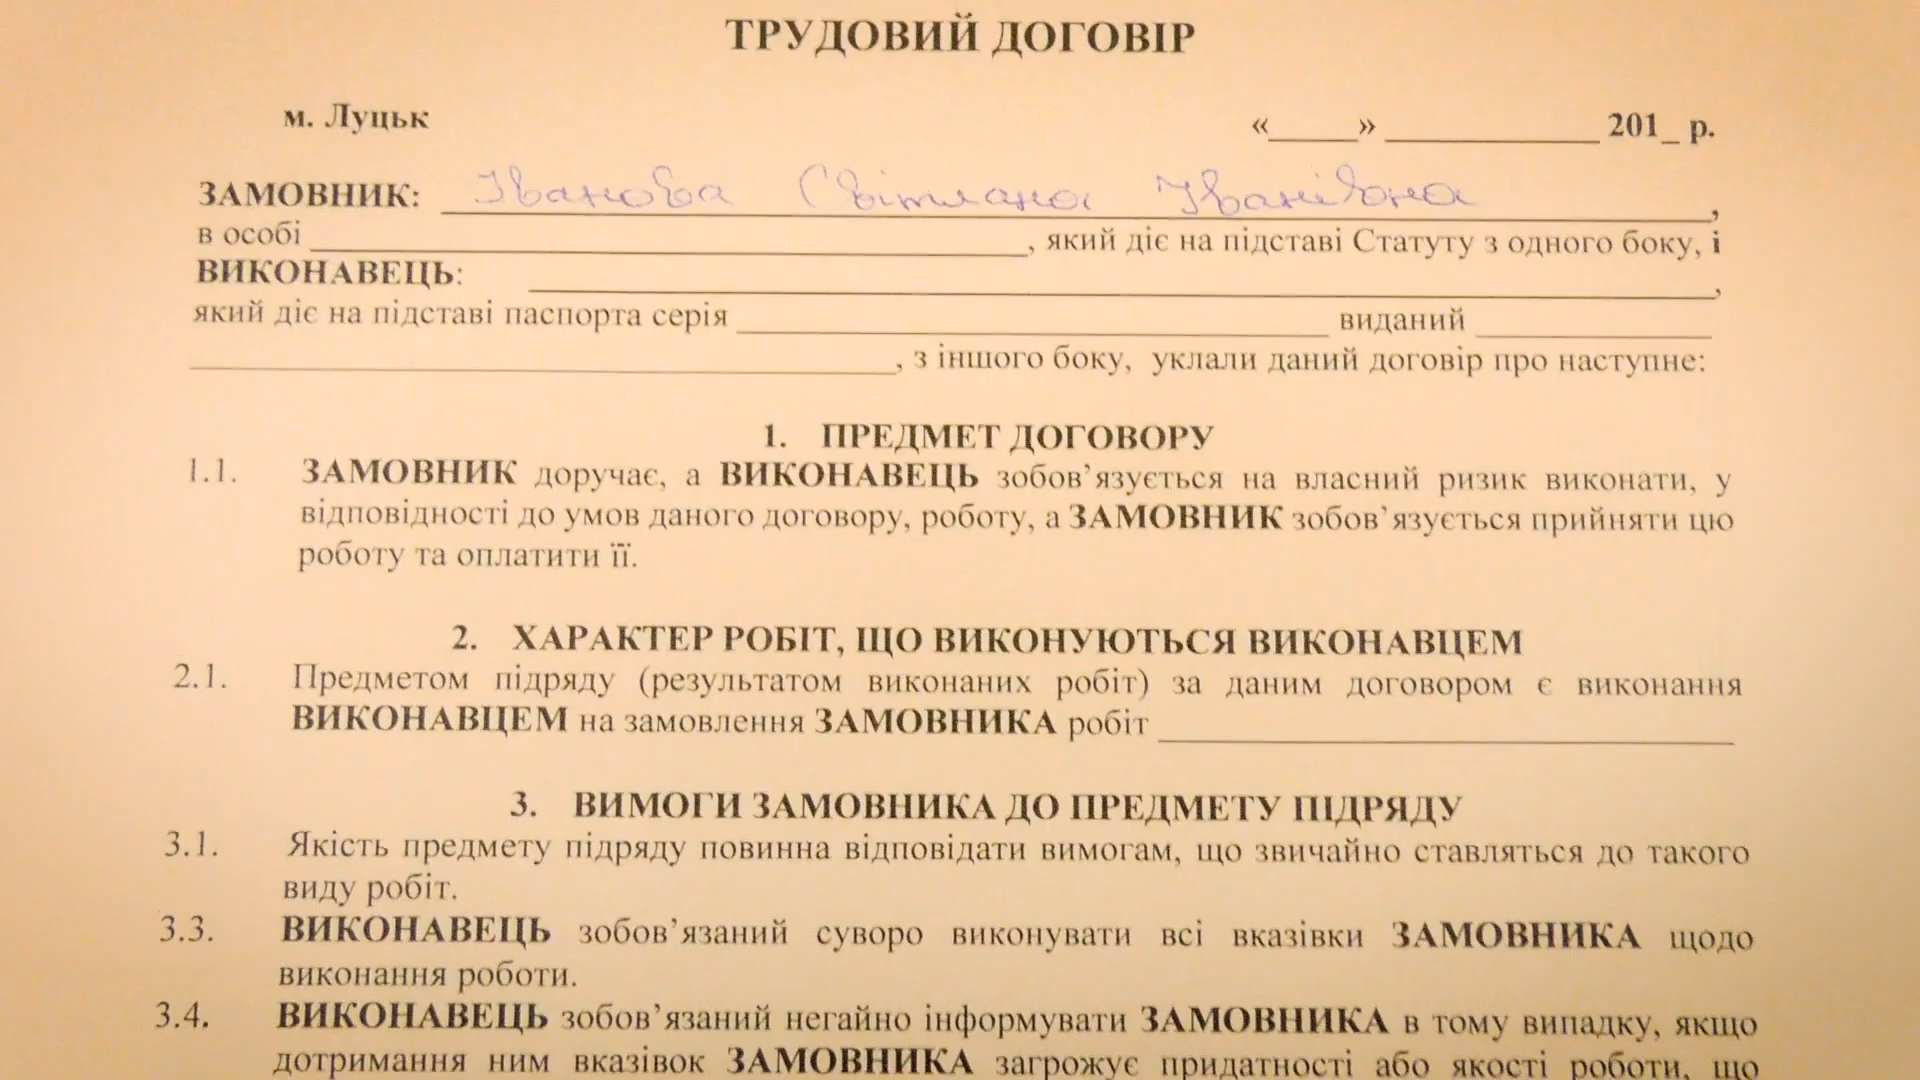 ТРУДОВИЙ ДОГОВІР
м. Луцьк «_____» ____________ 201_ р.
ЗАМОВНИК: Іванова Світлана Іванівна,
в особі ________________________________, який діє на підставі Статуту з одного боку, і
ВИКОНАВЕЦЬ: ________________________________,
який діє на підставі паспорта серія ________________________________ виданий ____________
________________________________, з іншого боку, уклали даний договір про наступне:
1. ПРЕДМЕТ ДОГОВОРУ
1.1. ЗАМОВНИК доручає, а ВИКОНАВЕЦЬ зобов’язується на власний ризик виконати, у
відповідності до умов даного договору, роботу, а ЗАМОВНИК зобов’язується прийняти цю
роботу та оплатити її.
2. ХАРАКТЕР РОБІТ, ЩО ВИКОНУЮТЬСЯ ВИКОНАВЦЕМ
2.1. Предметом підряду (результатом виконаних робіт) за даним договором є виконання
ВИКОНАВЦЕМ на замовлення ЗАМОВНИКА робіт ________________________________
3. ВИМОГИ ЗАМОВНИКА ДО ПРЕДМЕТУ ПІДРЯДУ
3.1. Якість предмету підряду повинна відповідати вимогам, що звичайно ставляться до такого
виду робіт.
3.3. ВИКОНАВЕЦЬ зобов’язаний суворо виконувати всі вказівки ЗАМОВНИКА щодо
виконання роботи.
3.4. ВИКОНАВЕЦЬ зобов’язаний негайно інформувати ЗАМОВНИКА в тому випадку, якщо
дотримання ним вказівок ЗАМОВНИКА загрожує придатності або якості роботи, що